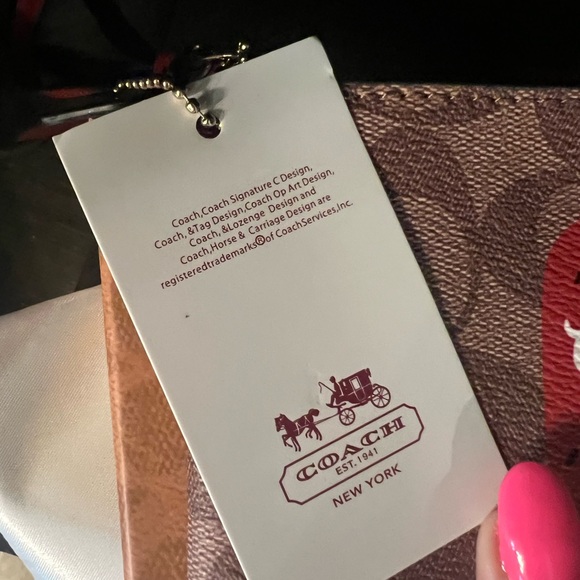 Coach,Coach Signature C Design,
Coach, &Tag Design,Coach Op Art Design,
Coach, &Lozenge Design and
Coach,Horse & Carriage Design are
registeredtrademarks®of CoachServices,Inc.
COACH
EST. 1941
NEW YORK